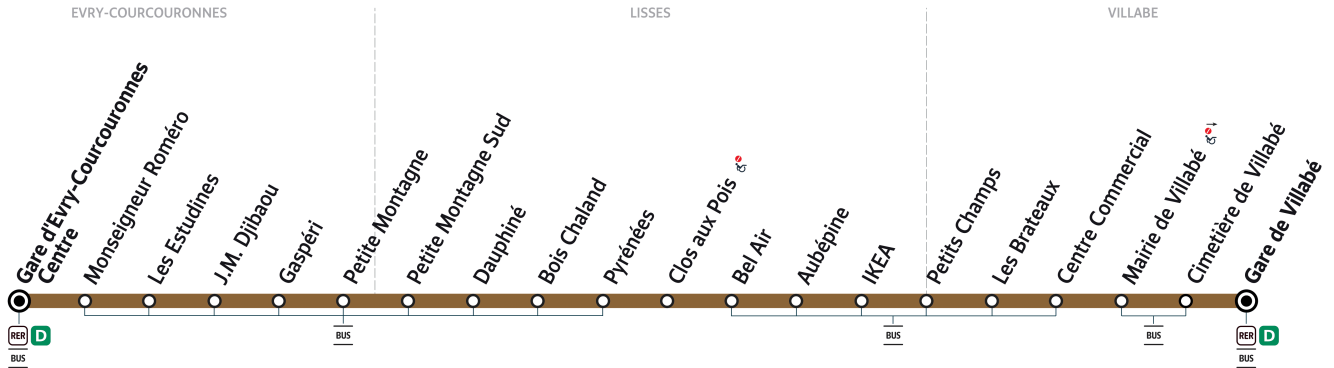 EVRY-COURCOURONNES
LISSES
VILLABE
Gare d'Evry-Courcouronnes
Centre
Monseigneur Roméro
Les Estudines
J.M. Djibaou
Gaspéri
Petite Montagne
Petite Montagne Sud
Dauphiné
Bois Chaland
Pyrénées
Clos aux Pois
Bel Air
Aubépine
IKEA
Petits Champs
Les Brateaux
Centre Commercial
Mairie de Villabé
Cimetière de Villabé
Gare de Villabé
RER D
BUS
BUS
BUS
BUS
RER D
BUS